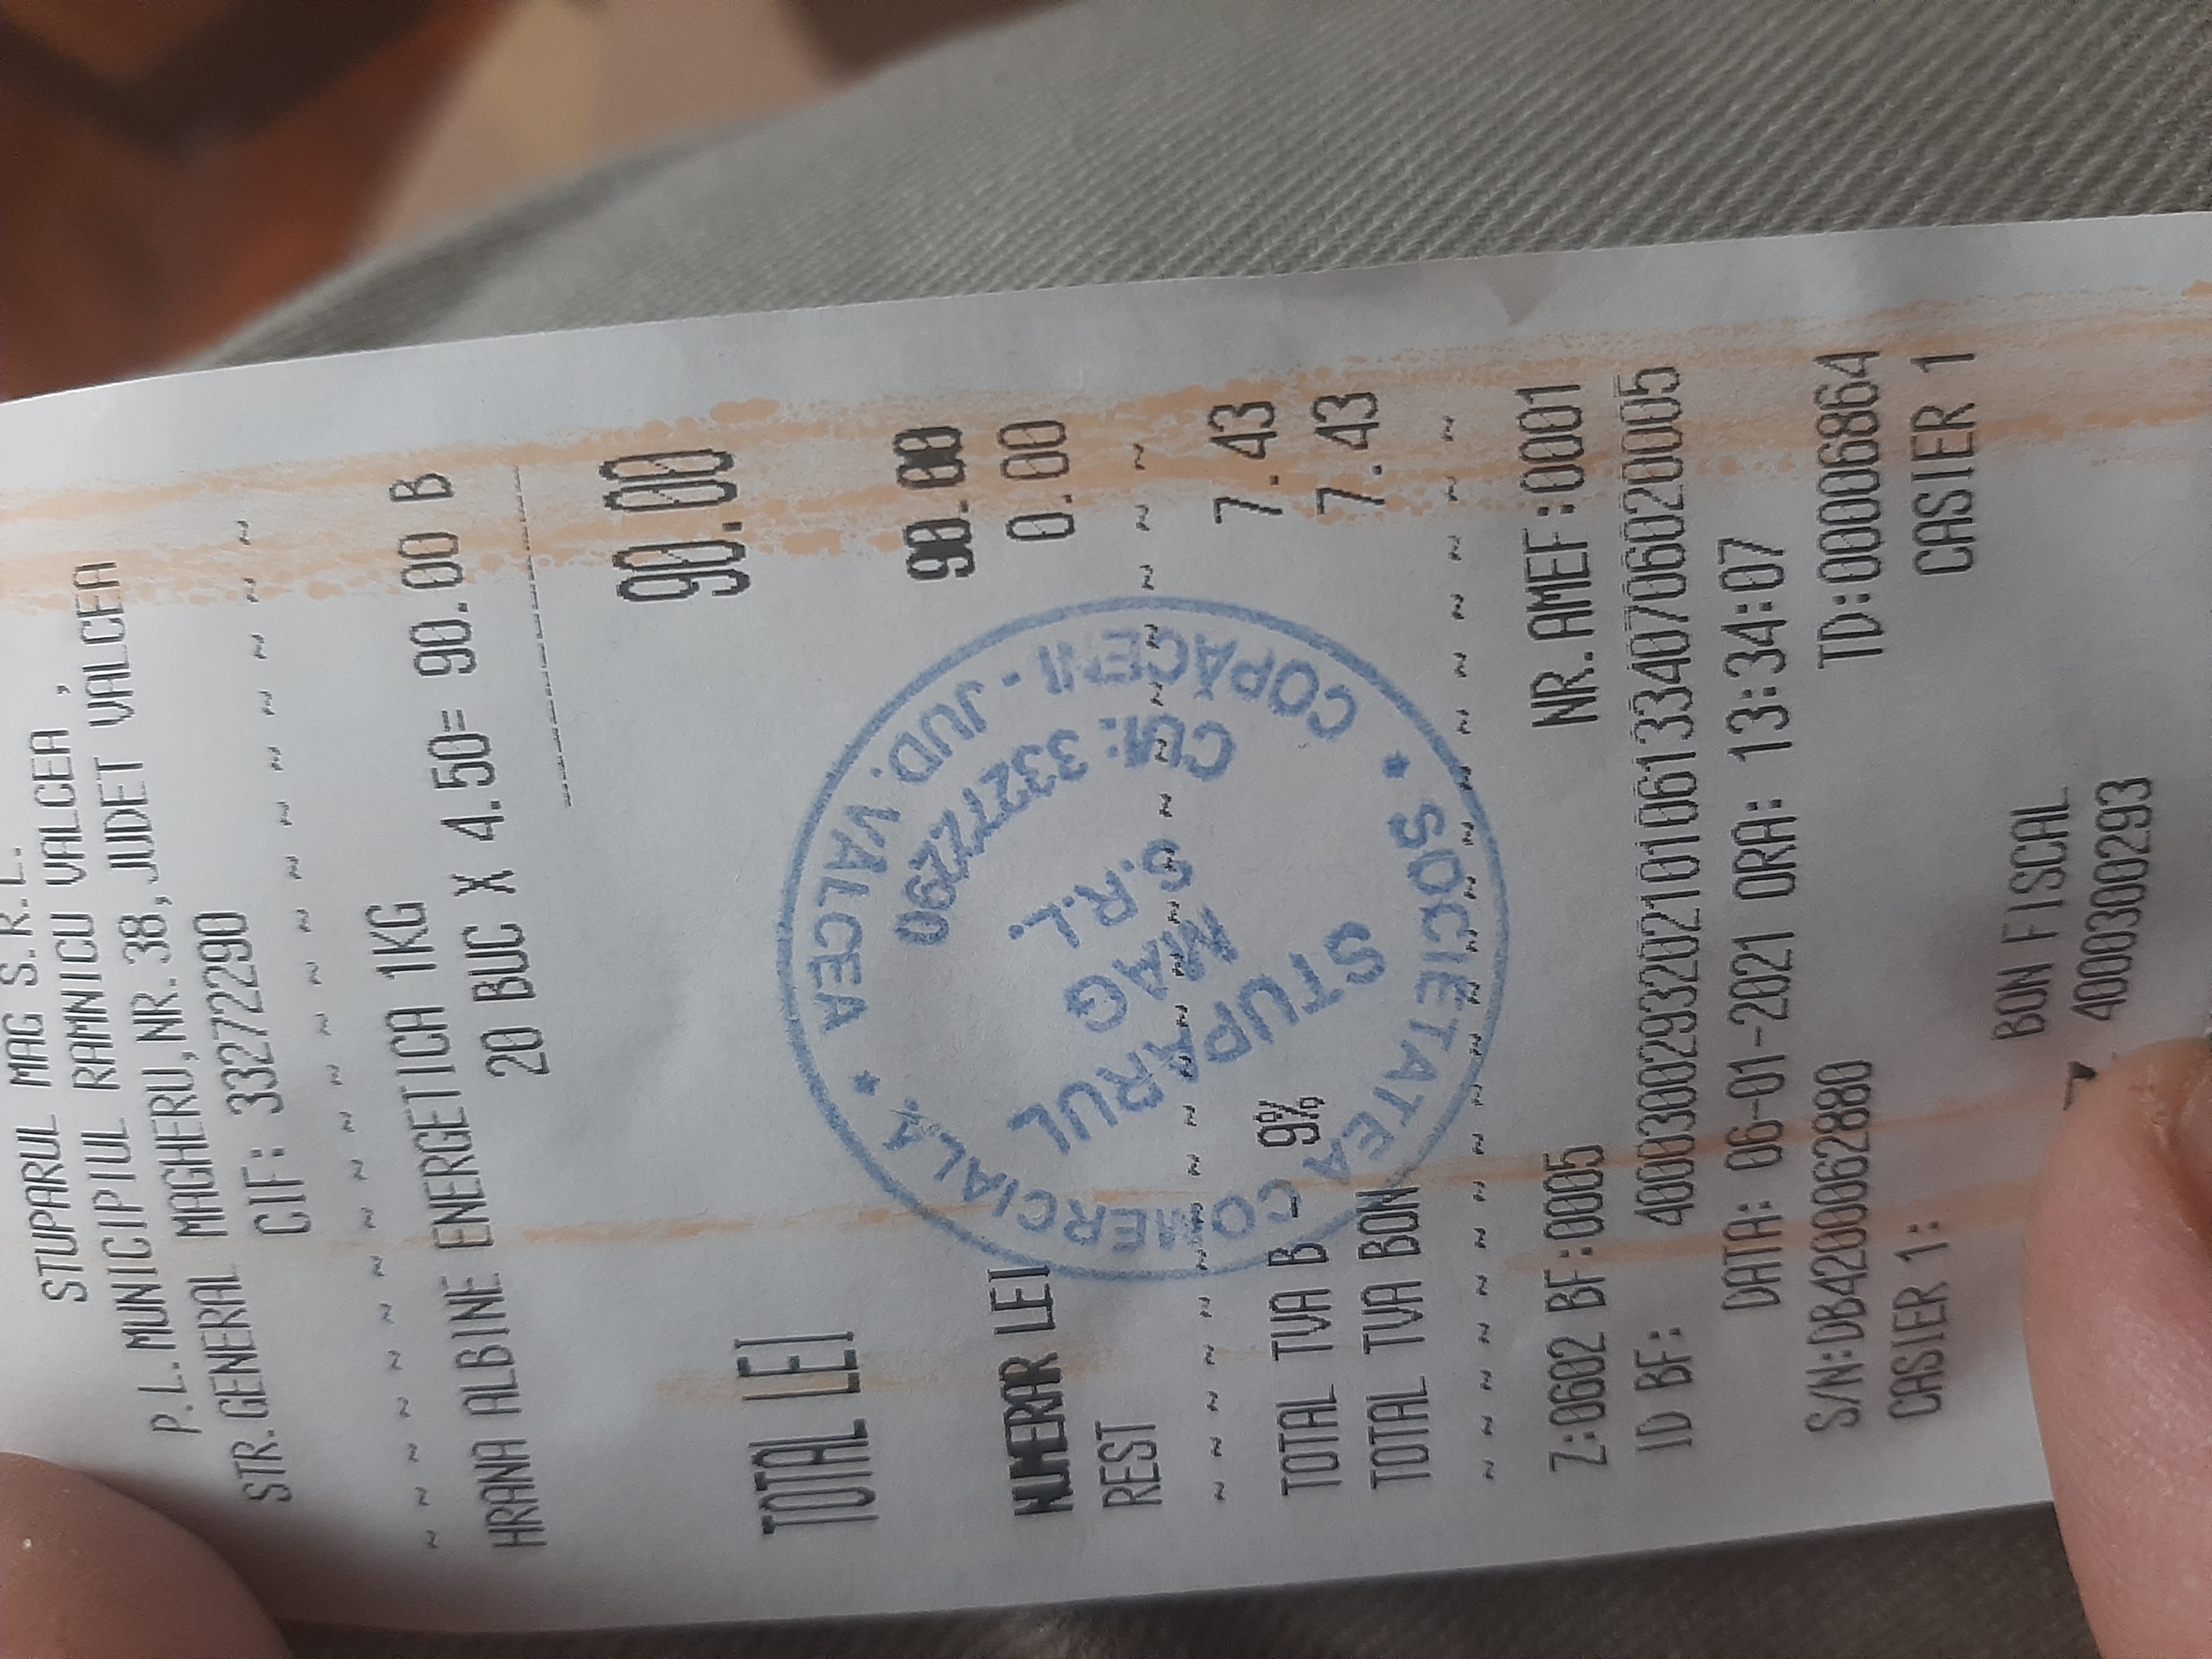 STUPARUL MAG S.R.L.
P.L.MUNICIPIUL RAMNICU VALCEA ,
STR.GENERAL MAGHERU,NR.38,JUDET VALCEA
CIF: 33272290
~ ~ ~ ~ ~ ~ ~ ~ ~ ~ ~ ~ ~ ~ ~ ~ ~ ~ ~
HRANA ALBINE ENERGETICA 1KG
20 BUC X 4.50= 90.00 B
TOTAL LEI 90.00
NUMERAR LEI 90.00
REST 0.00
~ ~ ~ ~ ~ ~ ~ ~ ~ ~ ~ ~ ~ ~ ~ ~ ~ ~ ~
TOTAL TVA B - 9% 7.43
TOTAL TVA BON 7.43
~ ~ ~ ~ ~ ~ ~ ~ ~ ~ ~ ~ ~ ~ ~ ~ ~ ~ ~
Z:0602 BF:0005 NR.AMEF:0001
ID BF: 40003002932021010613340706020005
DATA: 06-01-2021 ORA: 13:34:07
S/N:DB4200062880 TD:00006864
CASIER 1: CASIER 1
BON FISCAL
4000300293
* SOCIETATEA COMERCIALĂ * COPĂCENI - JUD. VALCEA
STUPARUL
MAG
S.R.L.
CUI: 33272290